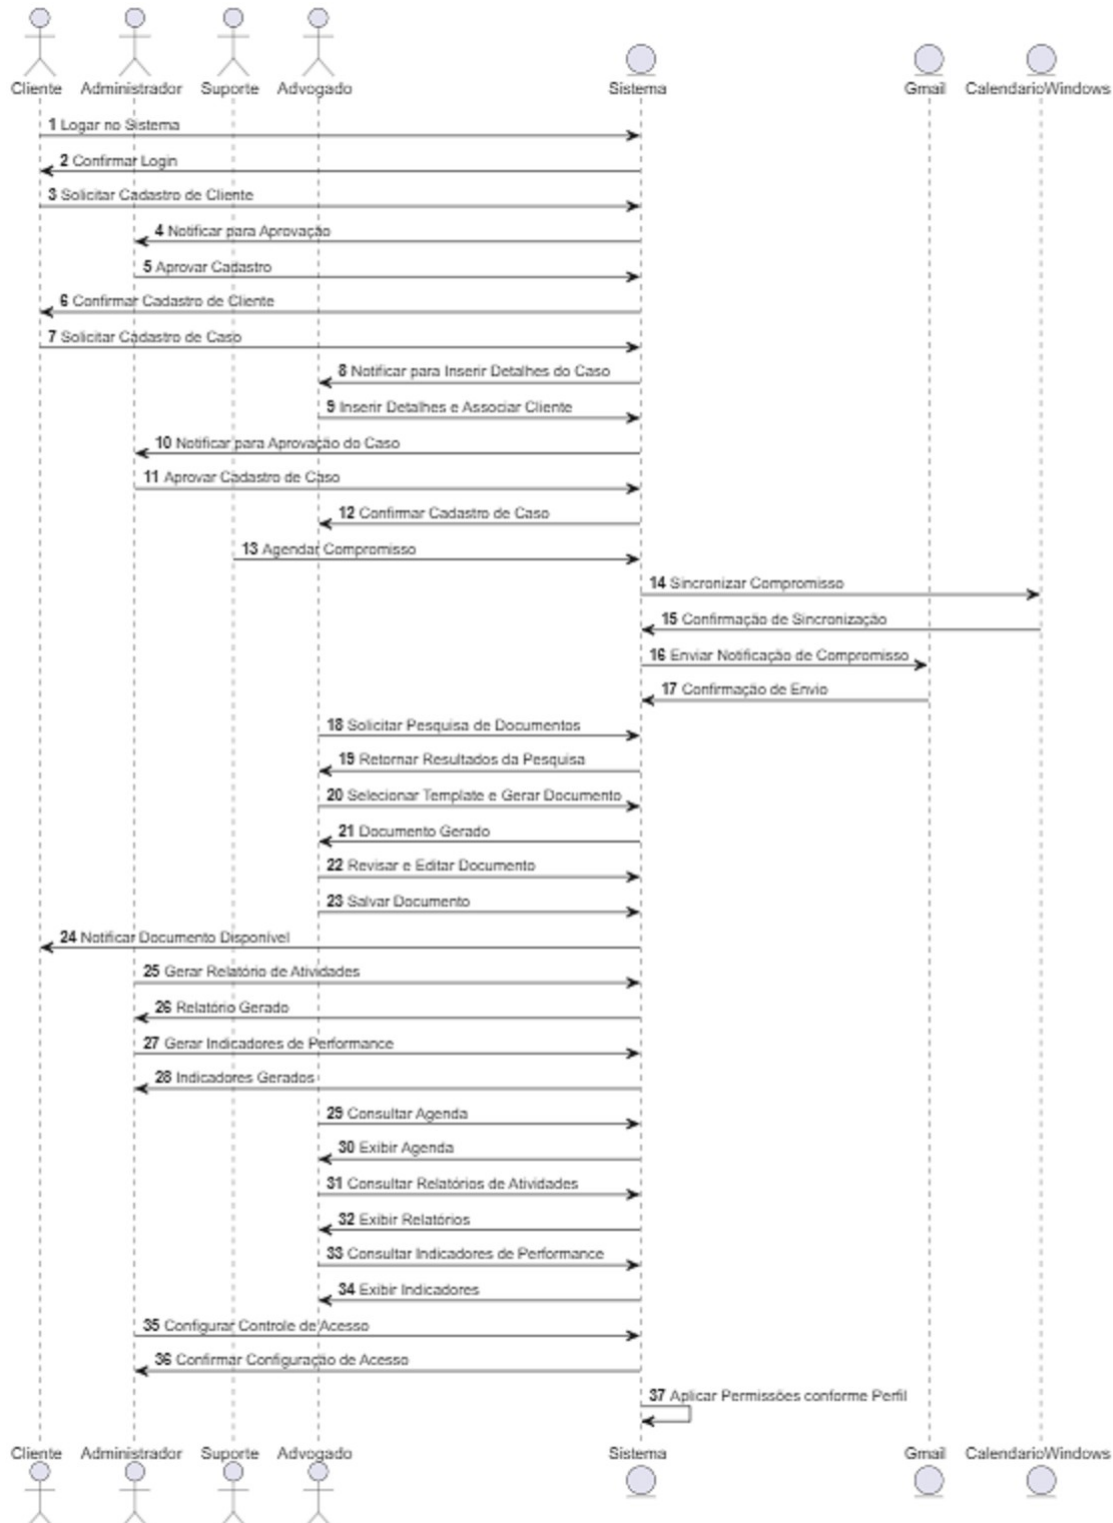 Cliente Administrador Suporte Advogado Sistema Gmail CalendarioWindows
1 Logar no Sistema
2 Confirmar Login
3 Solicitar Cadastro de Cliente
4 Notificar para Aprovação
5 Aprovar Cadastro
6 Confirmar Cadastro de Cliente
7 Solicitar Cadastro de Caso
8 Notificar para Inserir Detalhes do Caso
9 Inserir Detalhes e Associar Cliente
10 Notificar para Aprovação do Caso
11 Aprovar Cadastro de Caso
12 Confirmar Cadastro de Caso
13 Agendar Compromisso
14 Sincronizar Compromisso
15 Confirmação de Sincronização
16 Enviar Notificação de Compromisso
17 Confirmação de Envio
18 Solicitar Pesquisa de Documentos
19 Retornar Resultados da Pesquisa
20 Selecionar Template e Gerar Documento
21 Documento Gerado
22 Revisar e Editar Documento
23 Salvar Documento
24 Notificar Documento Disponível
25 Gerar Relatório de Atividades
26 Relatório Gerado
27 Gerar Indicadores de Performance
28 Indicadores Gerados
29 Consultar Agenda
30 Exibir Agenda
31 Consultar Relatórios de Atividades
32 Exibir Relatórios
33 Consultar Indicadores de Performance
34 Exibir Indicadores
35 Configurar Controle de Acesso
36 Confirmar Configuração de Acesso
37 Aplicar Permissões conforme Perfil
Cliente Administrador Suporte Advogado Sistema Gmail CalendarioWindows